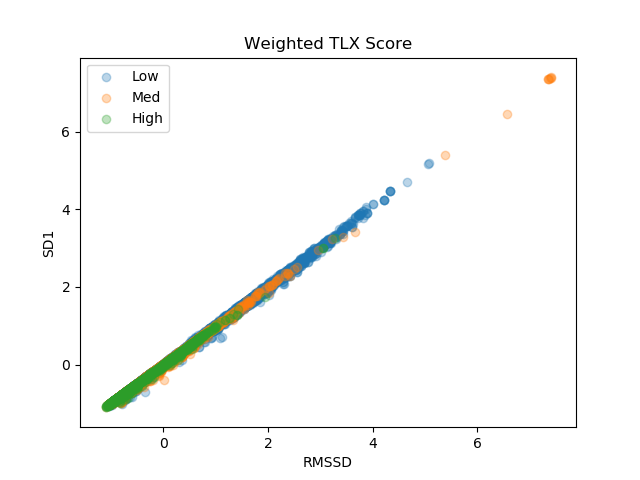 Weighted TLX Score
Low
Med
High
SD1
6
4
2
0
0 2 4 6
RMSSD